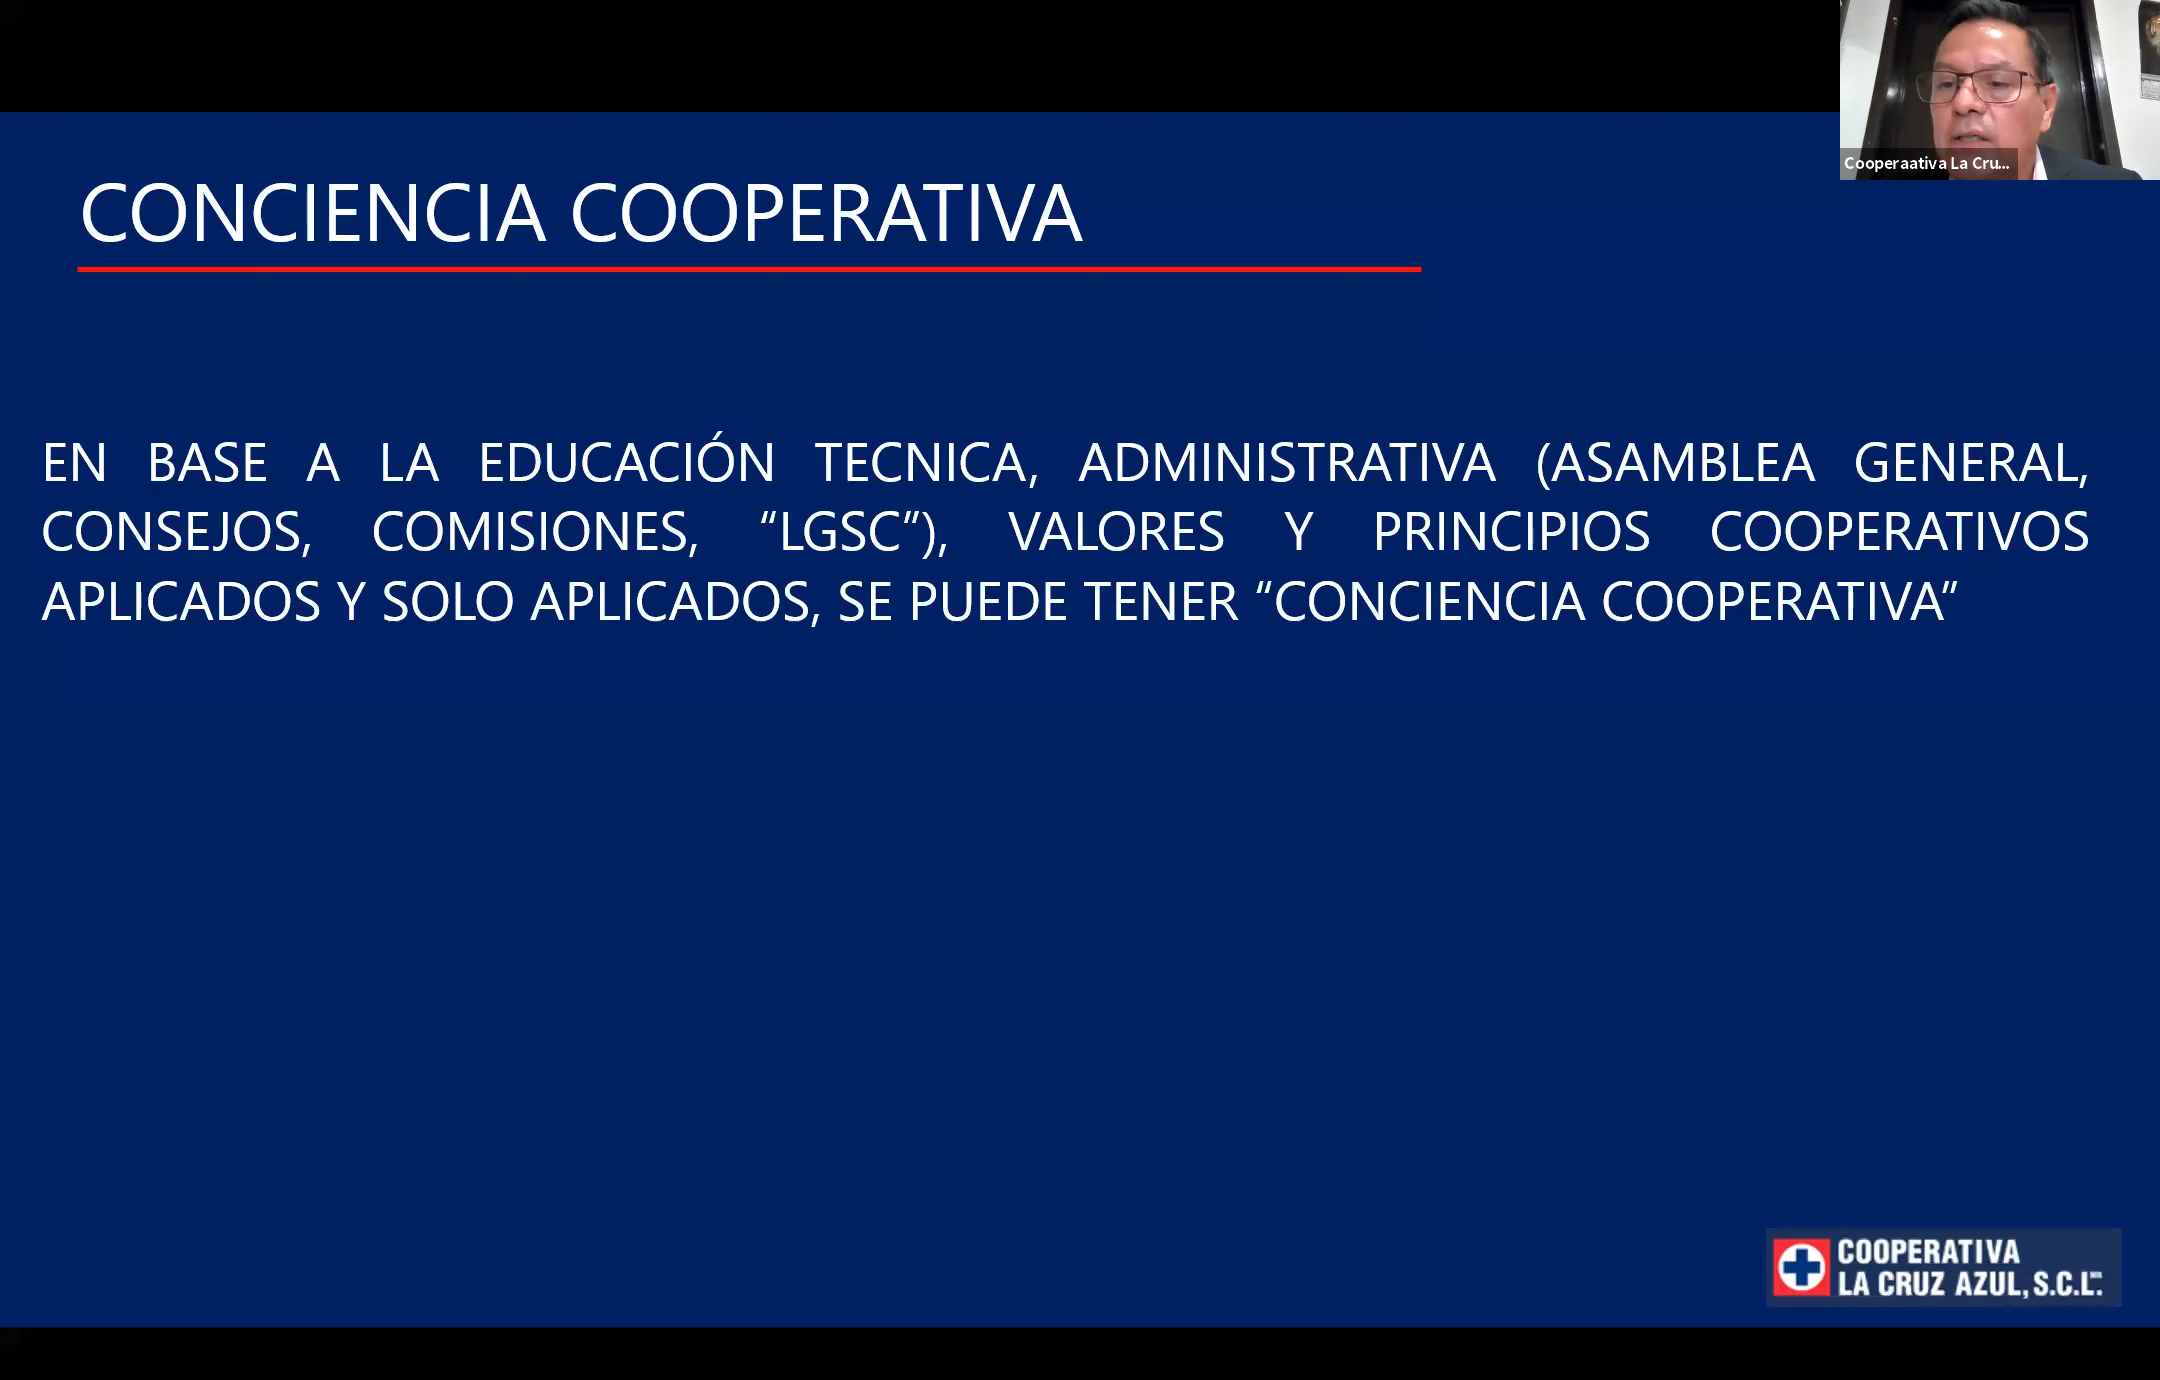 Cooperaativa La Cru...
CONCIENCIA COOPERATIVA
EN BASE A LA EDUCACIÓN TECNICA, ADMINISTRATIVA (ASAMBLEA GENERAL,
CONSEJOS, COMISIONES, “LGSC”), VALORES Y PRINCIPIOS COOPERATIVOS
APLICADOS Y SOLO APLICADOS, SE PUEDE TENER “CONCIENCIA COOPERATIVA”
COOPERATIVA
LA CRUZ AZUL, S.C.L.